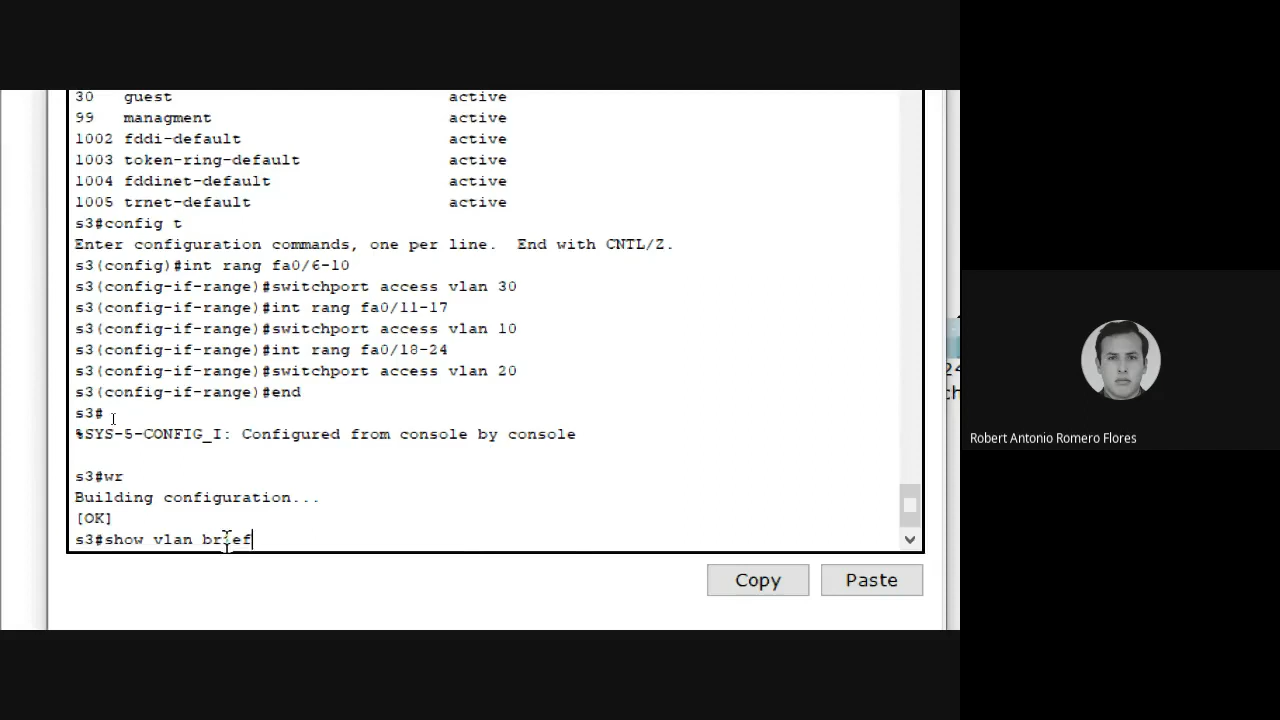 30   guest                            active
99   managment                        active
1002 fddi-default                     active
1003 token-ring-default               active
1004 fddinet-default                  active
1005 trnet-default                    active
s3#config t
Enter configuration commands, one per line.  End with CNTL/Z.
s3(config)#int rang fa0/6-10
s3(config-if-range)#switchport access vlan 30
s3(config-if-range)#int rang fa0/11-17
s3(config-if-range)#switchport access vlan 10
s3(config-if-range)#int rang fa0/18-24
s3(config-if-range)#switchport access vlan 20
s3(config-if-range)#end
s3#
%SYS-5-CONFIG_I: Configured from console by console
s3#wr
Building configuration...
[OK]
s3#show vlan brief
Copy
Paste
Robert Antonio Romero Flores